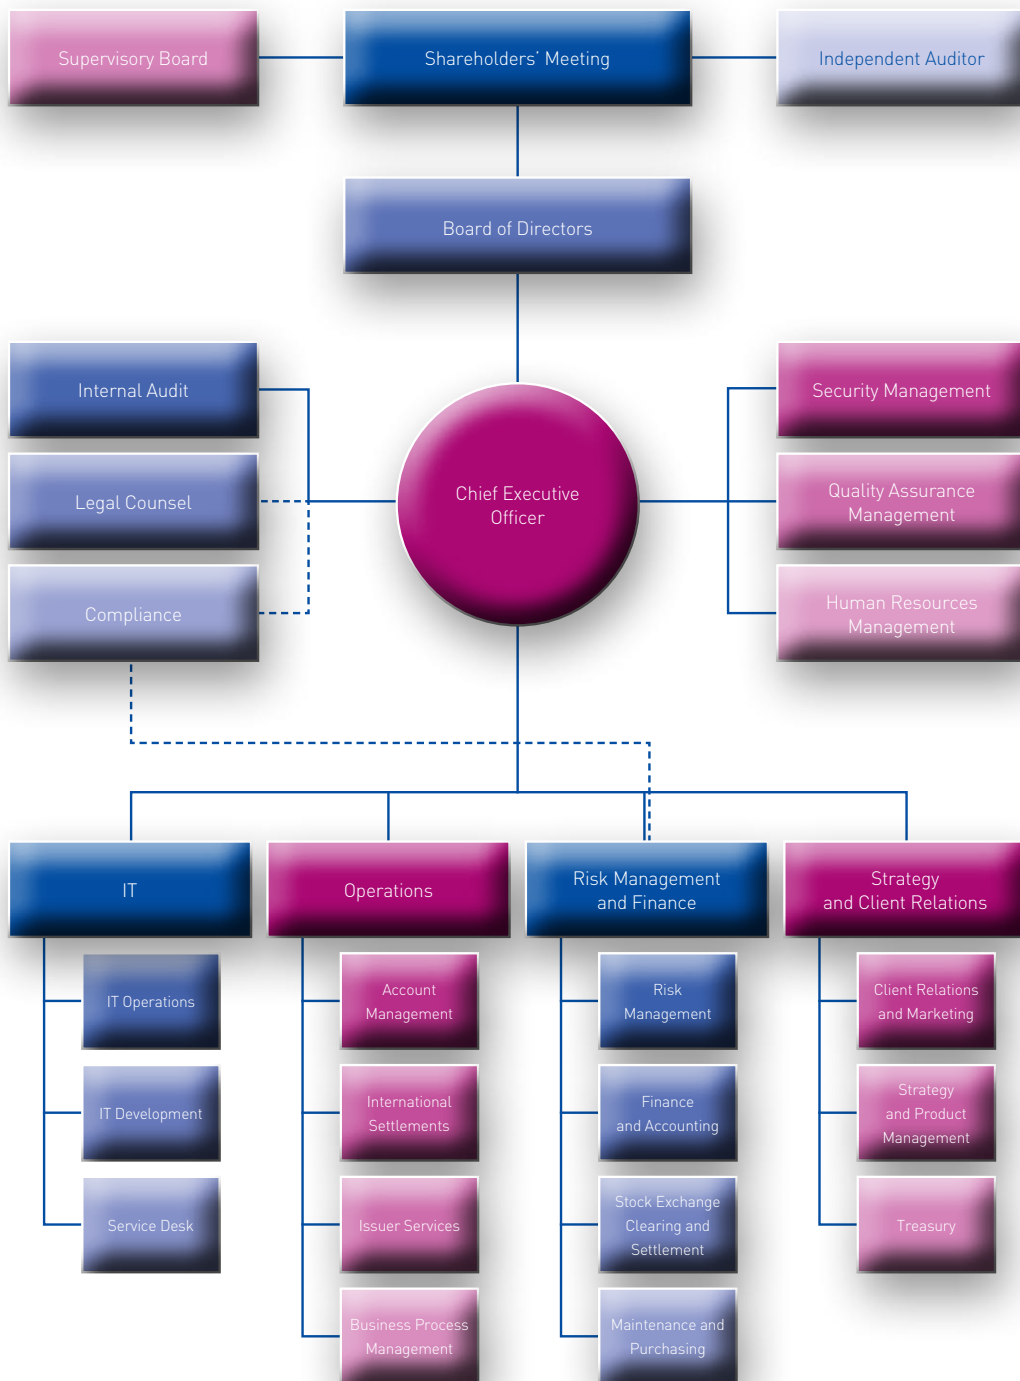 Supervisory Board
Shareholders’ Meeting
Independent Auditor
Board of Directors
Internal Audit
Legal Counsel
Compliance
Chief Executive
Officer
Security Management
Quality Assurance
Management
Human Resources
Management
IT
IT Operations
IT Development
Service Desk
Operations
Account
Management
International
Settlements
Issuer Services
Business Process
Management
Risk Management
and Finance
Risk
Management
Finance
and Accounting
Stock Exchange
Clearing and
Settlement
Maintenance and
Purchasing
Strategy
and Client Relations
Client Relations
and Marketing
Strategy
and Product
Management
Treasury